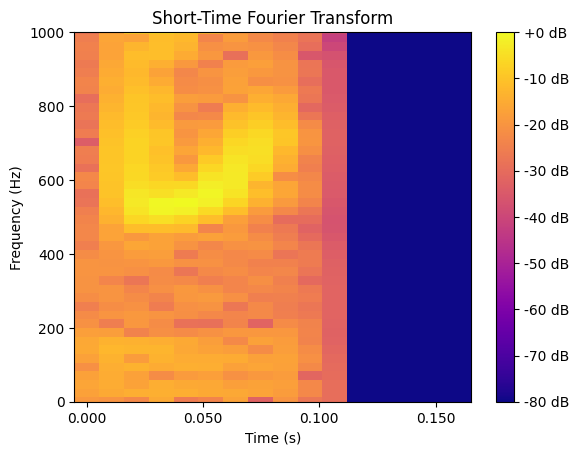 Short-Time Fourier Transform
1000
800
600
400
200
0
Frequency (Hz)
0.000
0.050
0.100
0.150
Time (s)
+0 dB
-10 dB
-20 dB
-30 dB
-40 dB
-50 dB
-60 dB
-70 dB
-80 dB